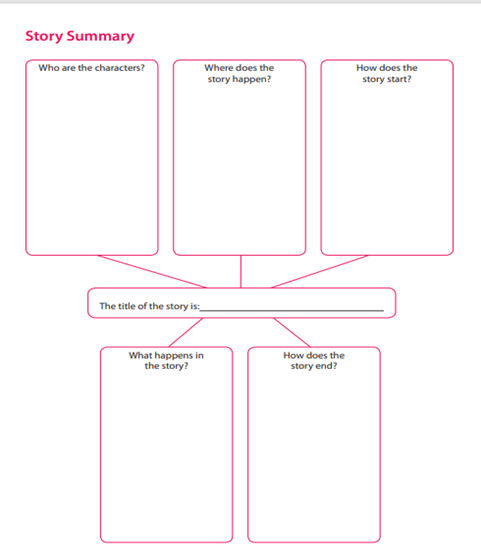 Story Summary
Who are the characters?
Where does the
story happen?
How does the
story start?
The title of the story is:
What happens in
the story?
How does the
story end?